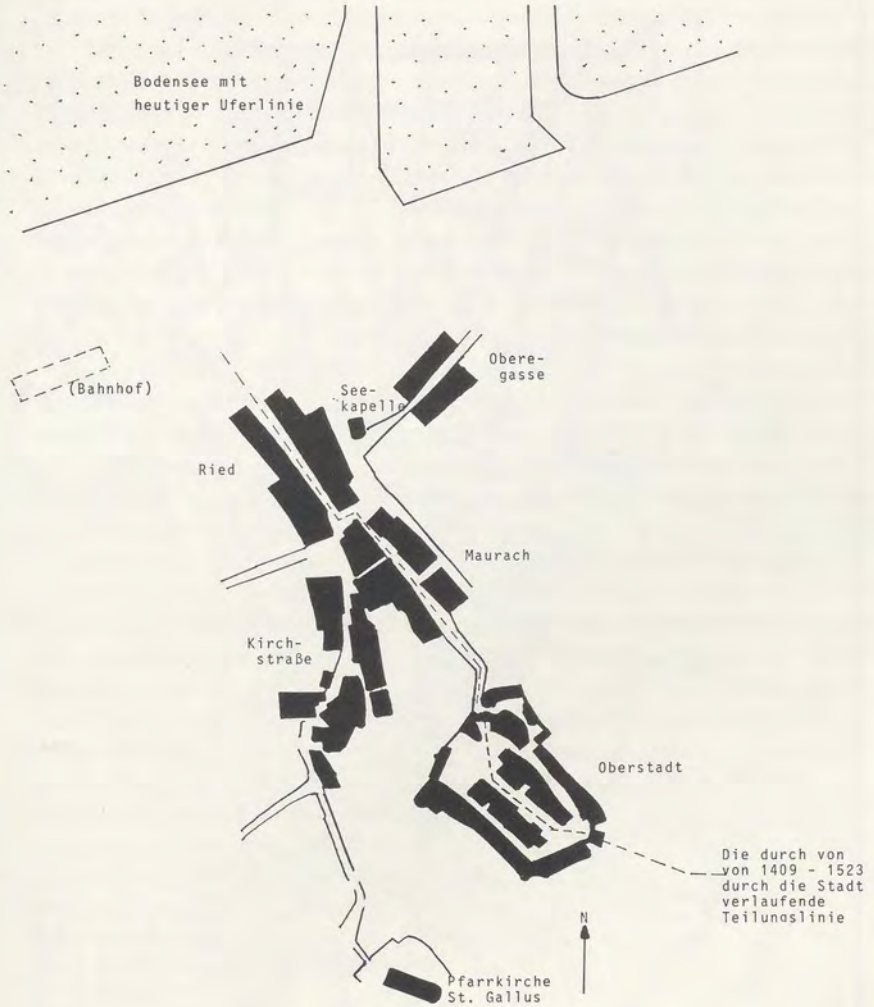 Bodensee mit
heutiger Uferlinie
(Bahnhof)
See-
kapelle
Obere-
gasse
Ried
Maurach
Kirch-
straße
Oberstadt
Die durch von
von 1409 - 1523
durch die Stadt
verlaufende
Teilungslinie
N
Pfarrkirche
St. Gallus